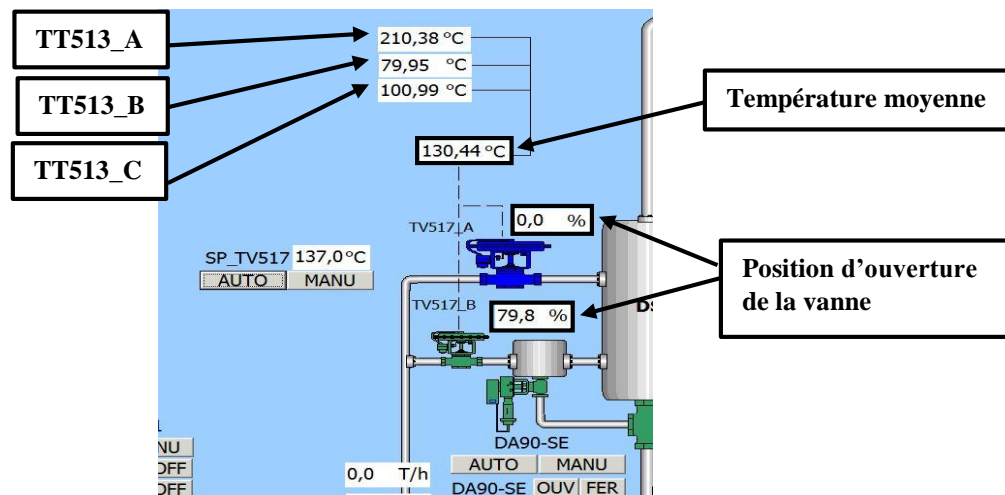 TT513_A
TT513_B
TT513_C
210,38 °C
79,95 °C
100,99 °C
Température moyenne
130,44 °C
TV517_A
0,0 %
SP_TV517 137,0°C
AUTO MANU
Position d’ouverture
de la vanne
TV517_B
79,8 %
DA90-SE
NU
OFF
OFF
0,0 T/h
AUTO MANU
DA90-SE OUV FER